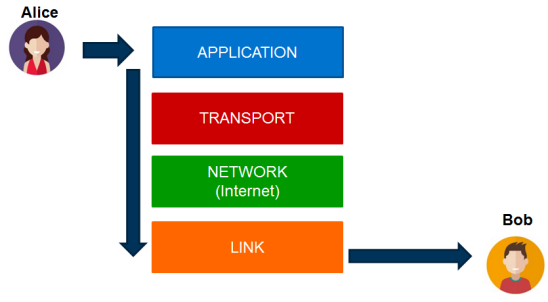 Alice
APPLICATION
TRANSPORT
NETWORK
(Internet)
LINK
Bob